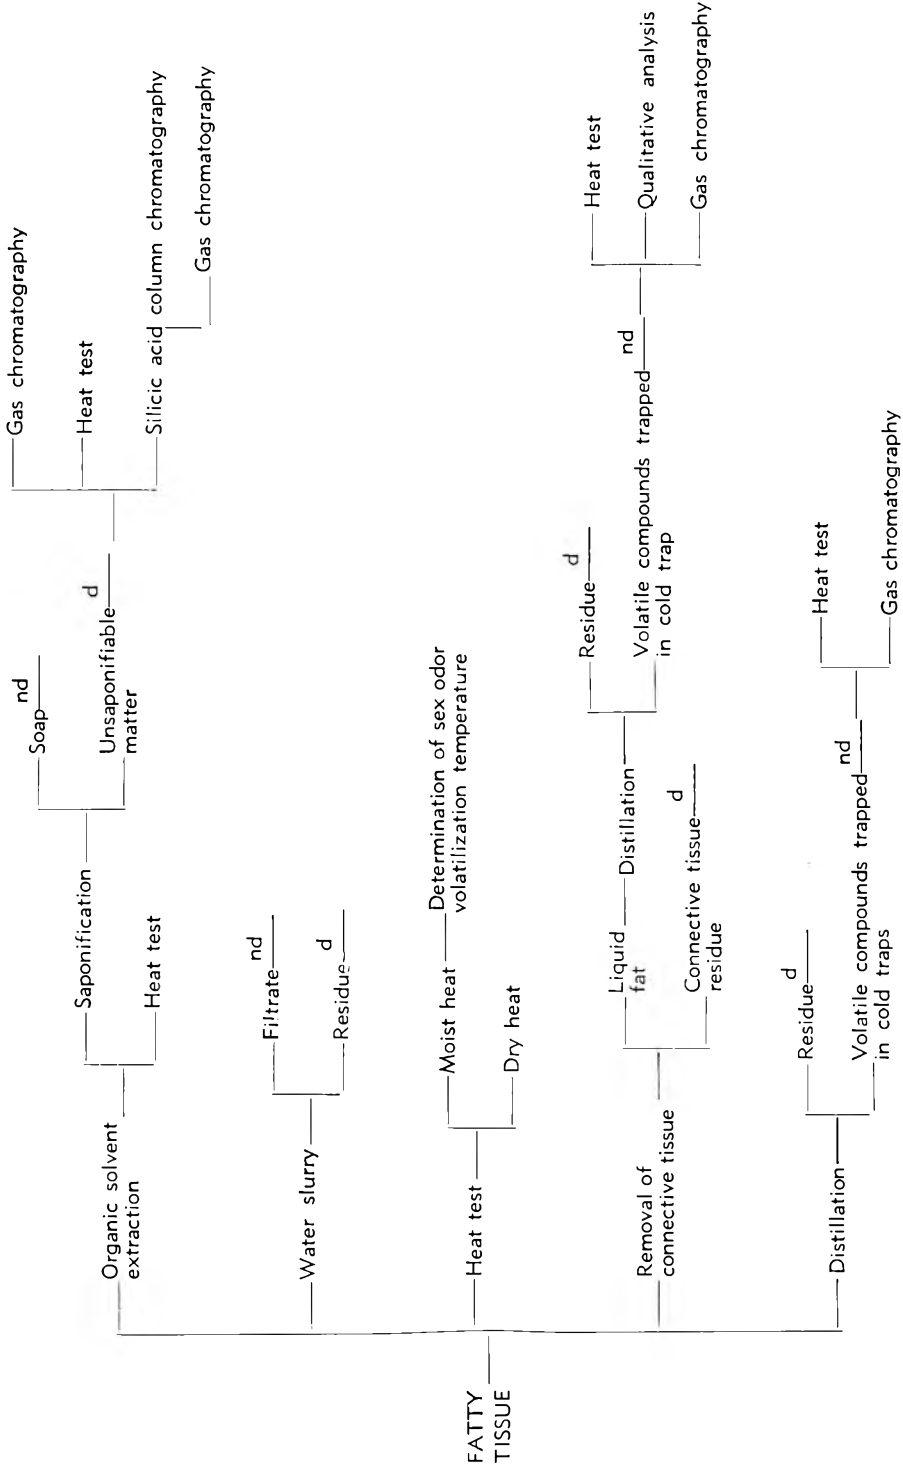 FATTY
TISSUE
Organic solvent
extraction
Saponification
Soap
nd
Unsaponifiable
matter
d
Gas chromatography
Heat test
Silicic acid column chromatography
Gas chromatography
Heat test
Water slurry
Filtrate
nd
Residue
d
Heat test
Moist heat
Determination of sex odor
volatilization temperature
Dry heat
Removal of
connective tissue
Liquid
fat
Distillation
Residue
d
Volatile compounds trapped
in cold trap
nd
Heat test
Qualitative analysis
Gas chromatography
Connective tissue
residue
d
Distillation
Residue
d
Volatile compounds trapped
in cold traps
nd
Heat test
Gas chromatography